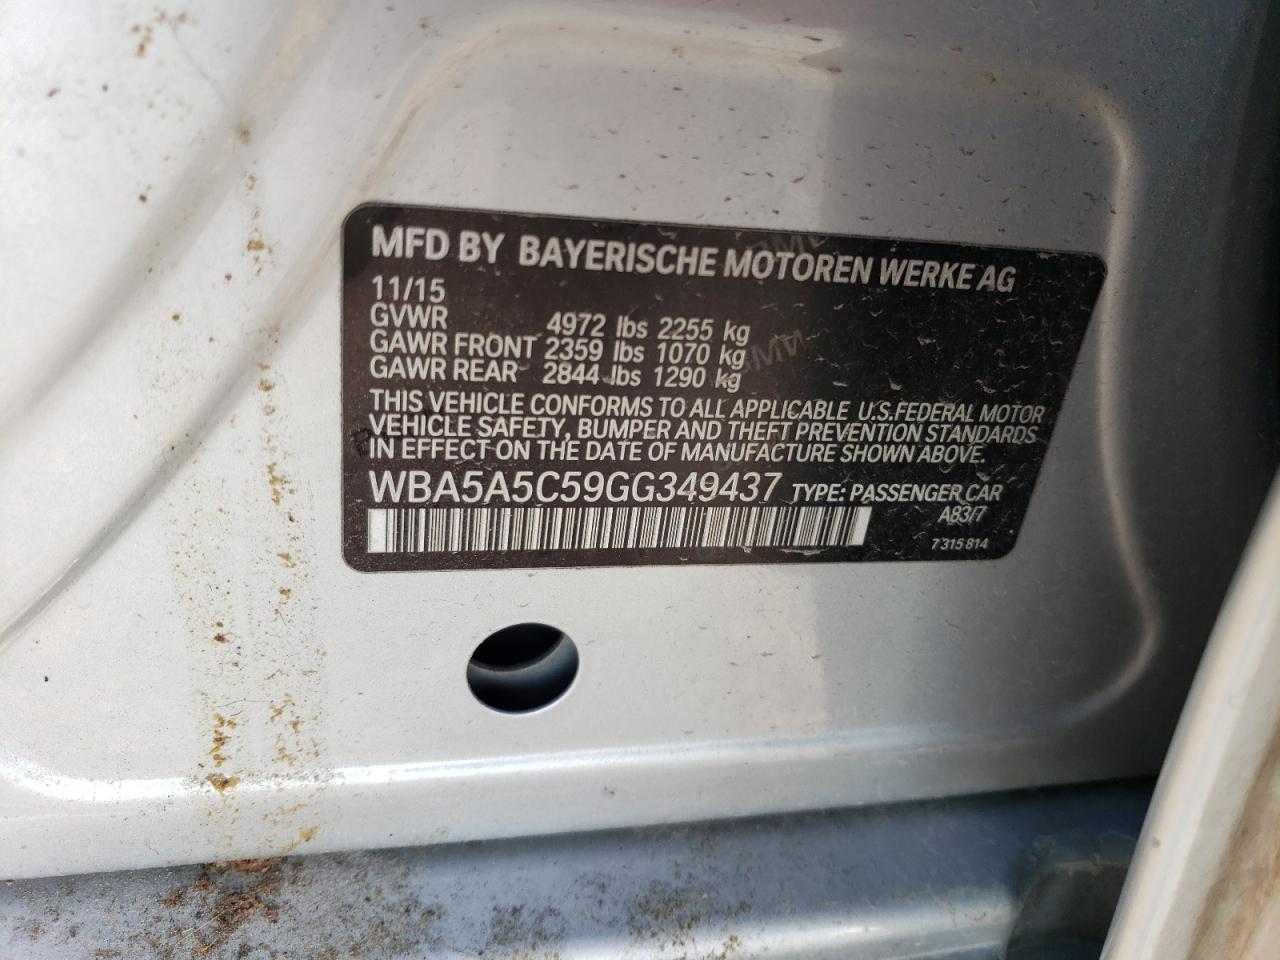 MFD BY BAYERISCHE MOTOREN WERKE AG
11/15
GVWR 4972 lbs 2255 kg
GAWR FRONT 2359 lbs 1070 kg
GAWR REAR 2844 lbs 1290 kg
THIS VEHICLE CONFORMS TO ALL APPLICABLE U.S.FEDERAL MOTOR
VEHICLE SAFETY, BUMPER AND THEFT PREVENTION STANDARDS
IN EFFECT ON THE DATE OF MANUFACTURE SHOWN ABOVE.
WBA5A5C59GG349437 TYPE: PASSENGER CAR
A83/7
7 315 814